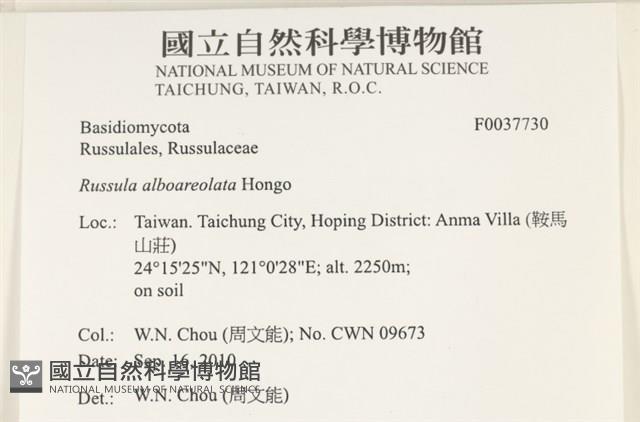 國立自然科學博物館
NATIONAL MUSEUM OF NATURAL SCIENCE
TAICHUNG, TAIWAN, R.O.C.
Basidiomycota F0037730
Russulales, Russulaceae
Russula alboareolata Hongo
Loc.: Taiwan. Taichung City, Hoping District: Anma Villa (鞍馬
山莊)
24°15'25"N, 121°0'28"E; alt. 2250m;
on soil
Col.: W.N. Chou (周文能); No. CWN 09673
Date: Sep. 16, 2010
國立自然科學博物館
NATIONAL MUSEUM OF NATURAL SCIENCE
Det.: W.N. Chou (周文能)